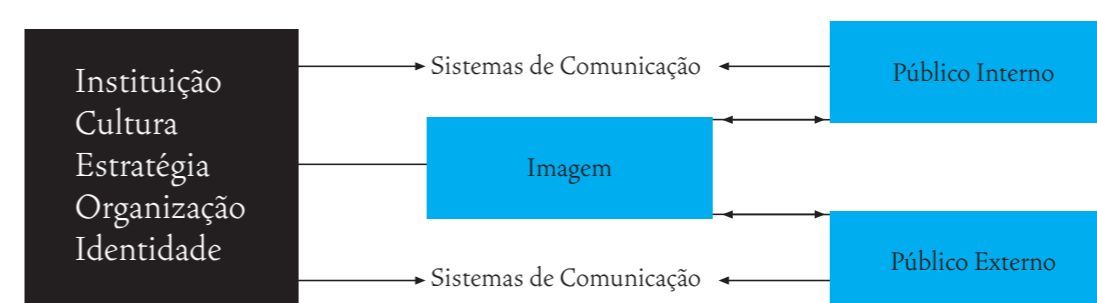 Instituição
Cultura
Estratégia
Organização
Identidade
Sistemas de Comunicação
Público Interno
Imagem
Sistemas de Comunicação
Público Externo